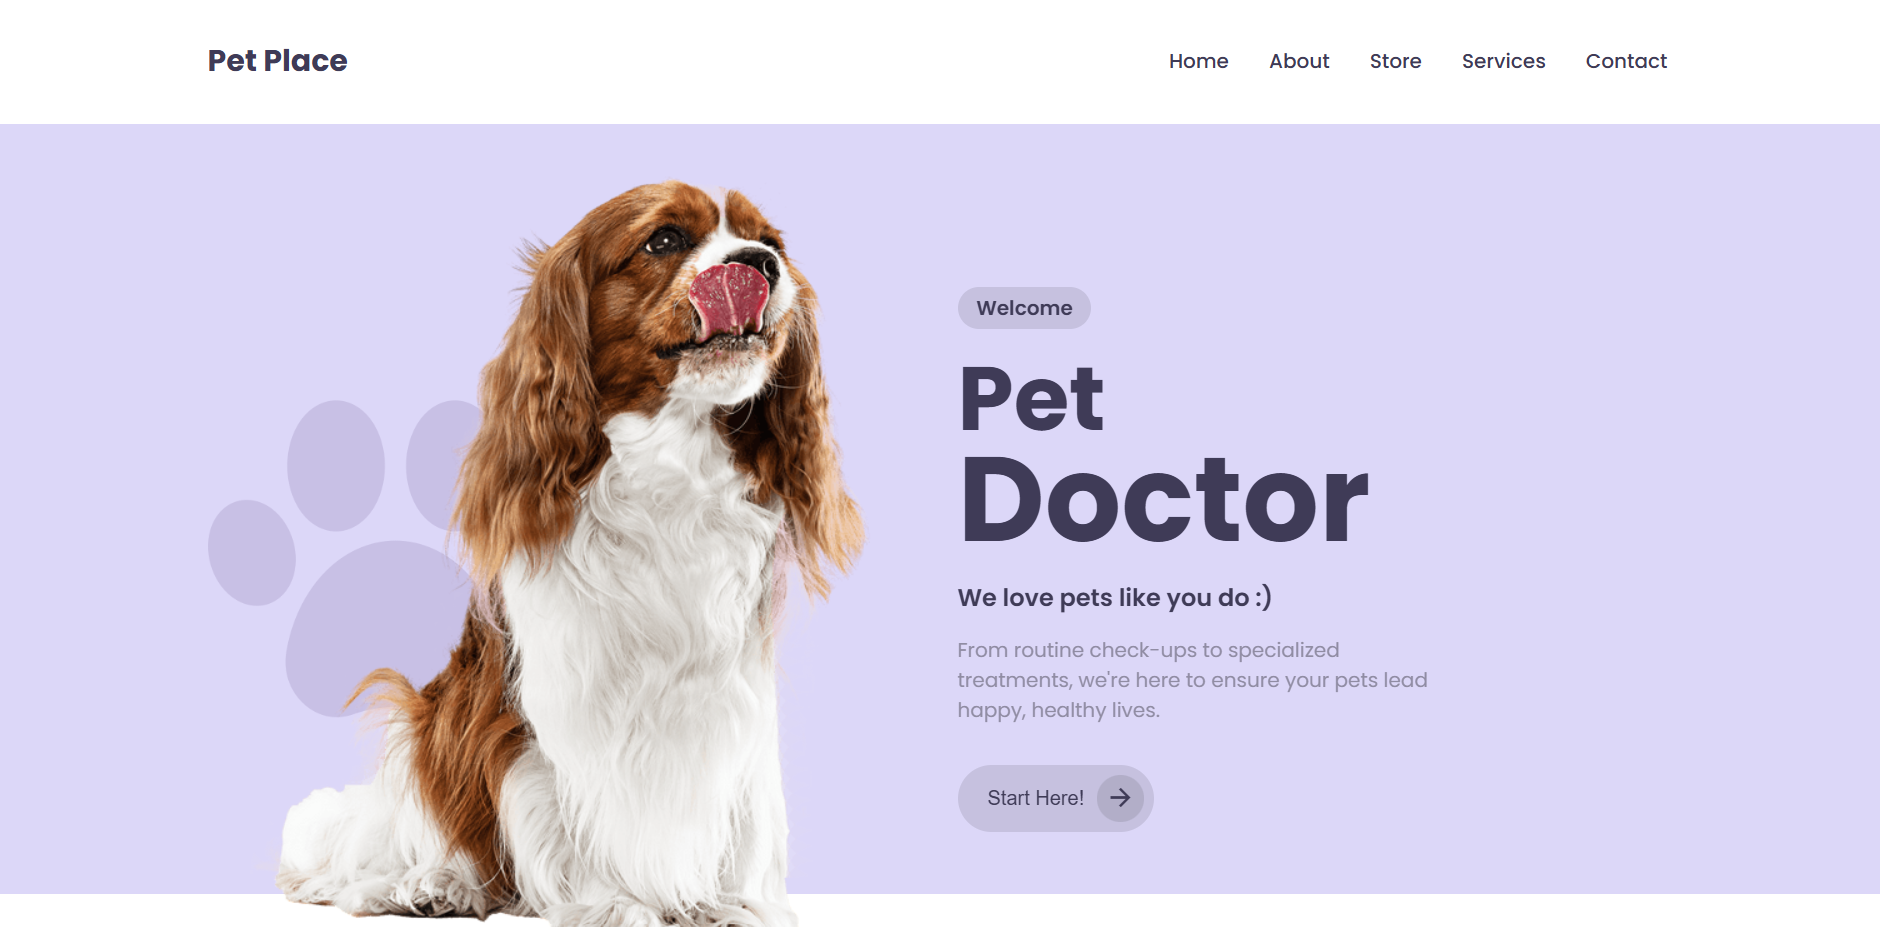 Pet Place
Home About Store Services Contact
Welcome
Pet
Doctor
We love pets like you do :)
From routine check-ups to specialized
treatments, we're here to ensure your pets lead
happy, healthy lives.
Start Here!